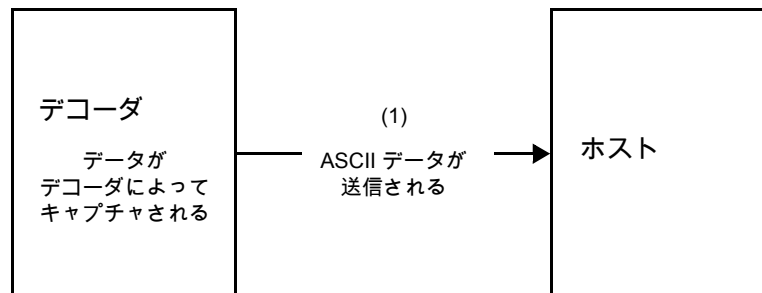 デコーダ
データが
デコーダによって
キャプチャされる
(1)
ASCII データが
送信される
ホスト